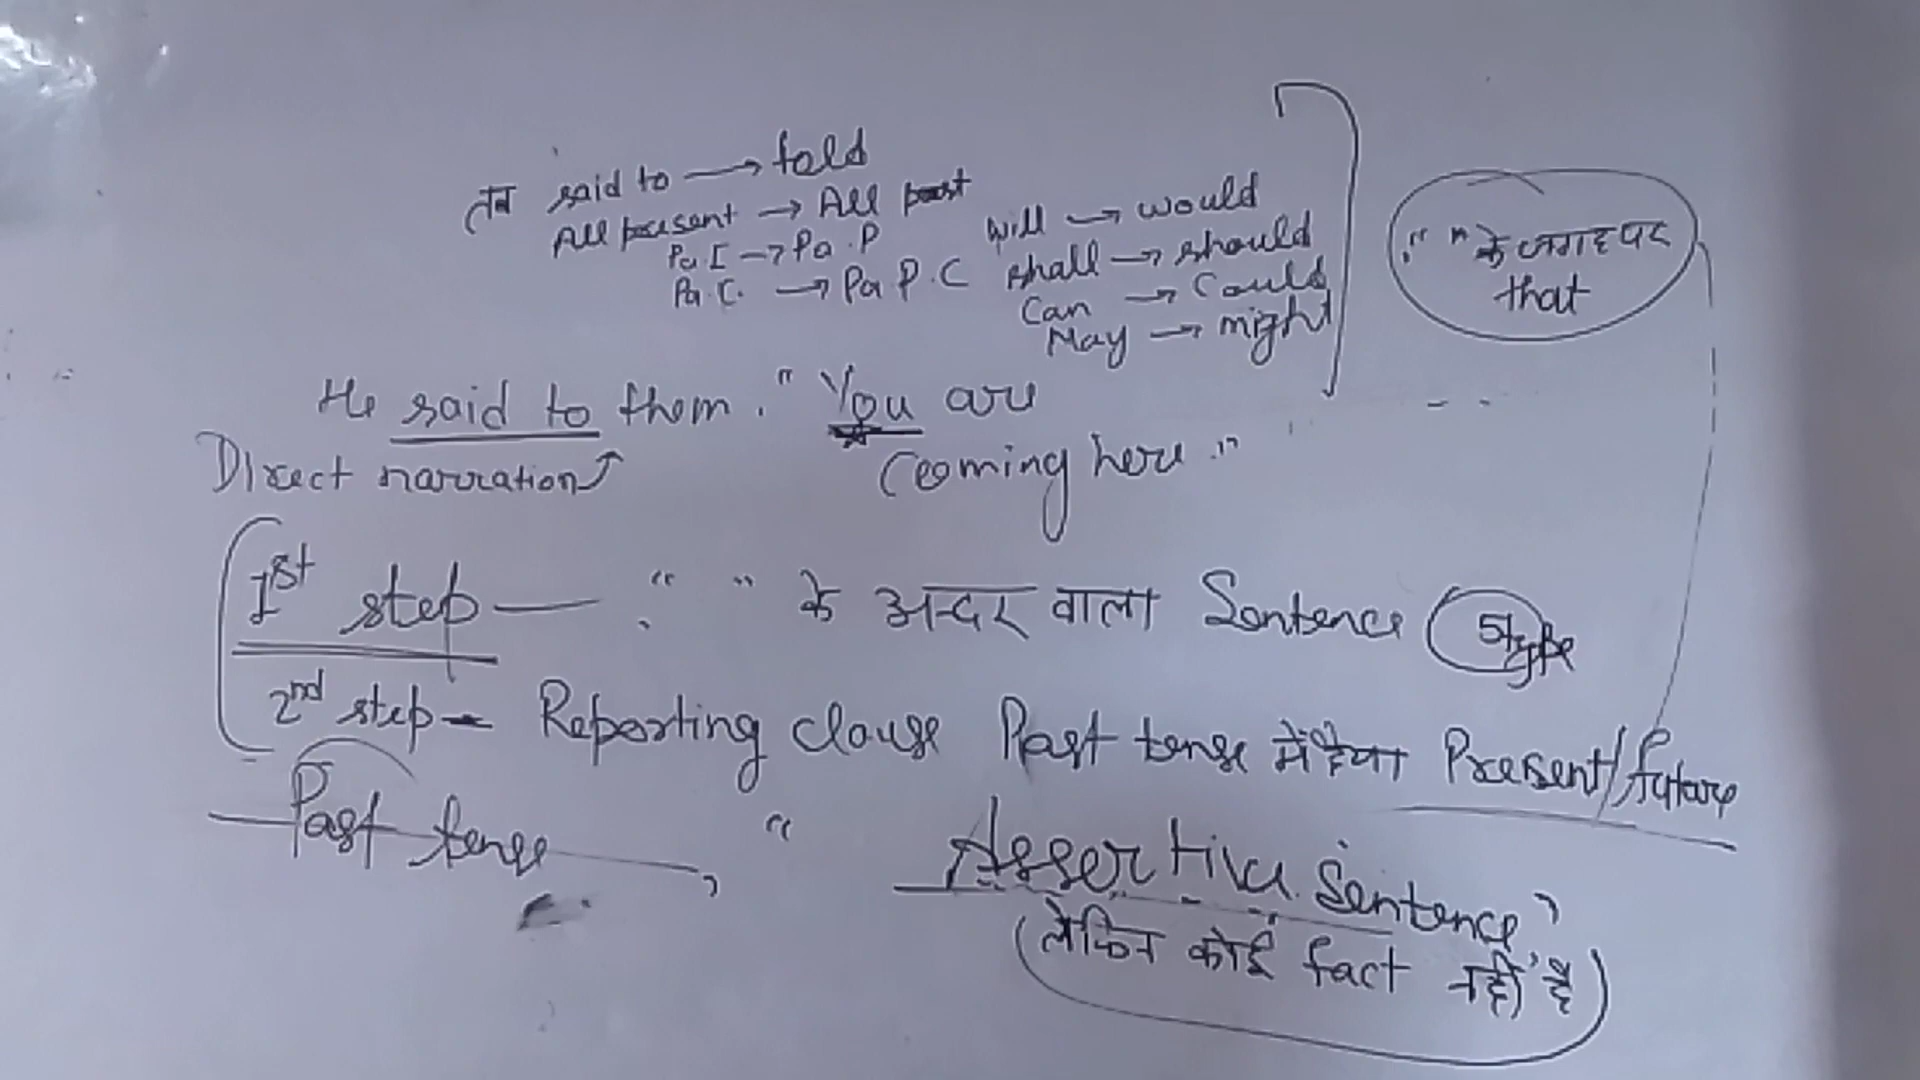 तब said to → told
All present → All past
Pa.I → Pa.P
Pa.C. → Pa P.C
will → would
shall → should
Can → Could
May → might
" " के जगह पर
that
He said to them. "You are
Coming here."
Direct narration
1st step — " " के अन्दर वाला Sentence 5 type
2nd step - Reporting clause Past tense में है या Present/future
Past tense, " Assertive Sentence"
(लेकिन कोई fact नहीं है)